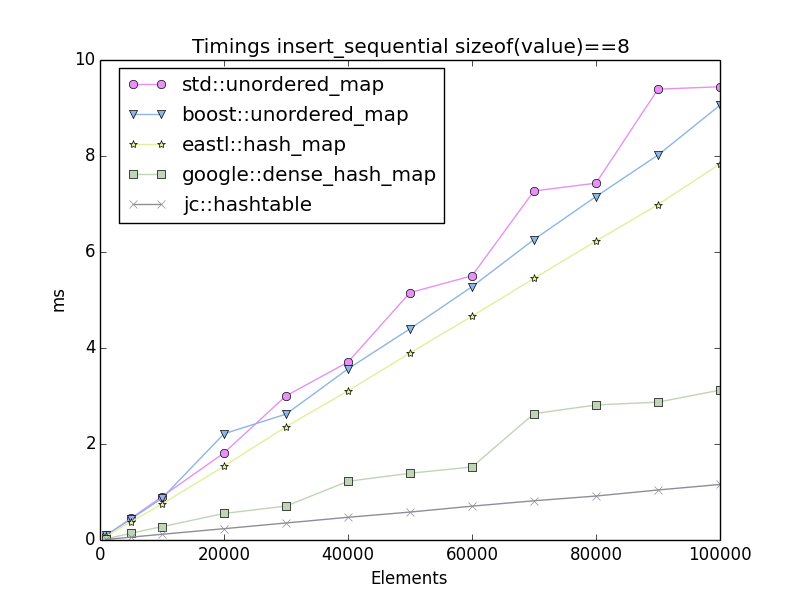 Timings insert_sequential sizeof(value)==8
10
8
6
4
2
0
ms
std::unordered_map
boost::unordered_map
eastl::hash_map
google::dense_hash_map
jc::hashtable
0 20000 40000 60000 80000 100000
Elements